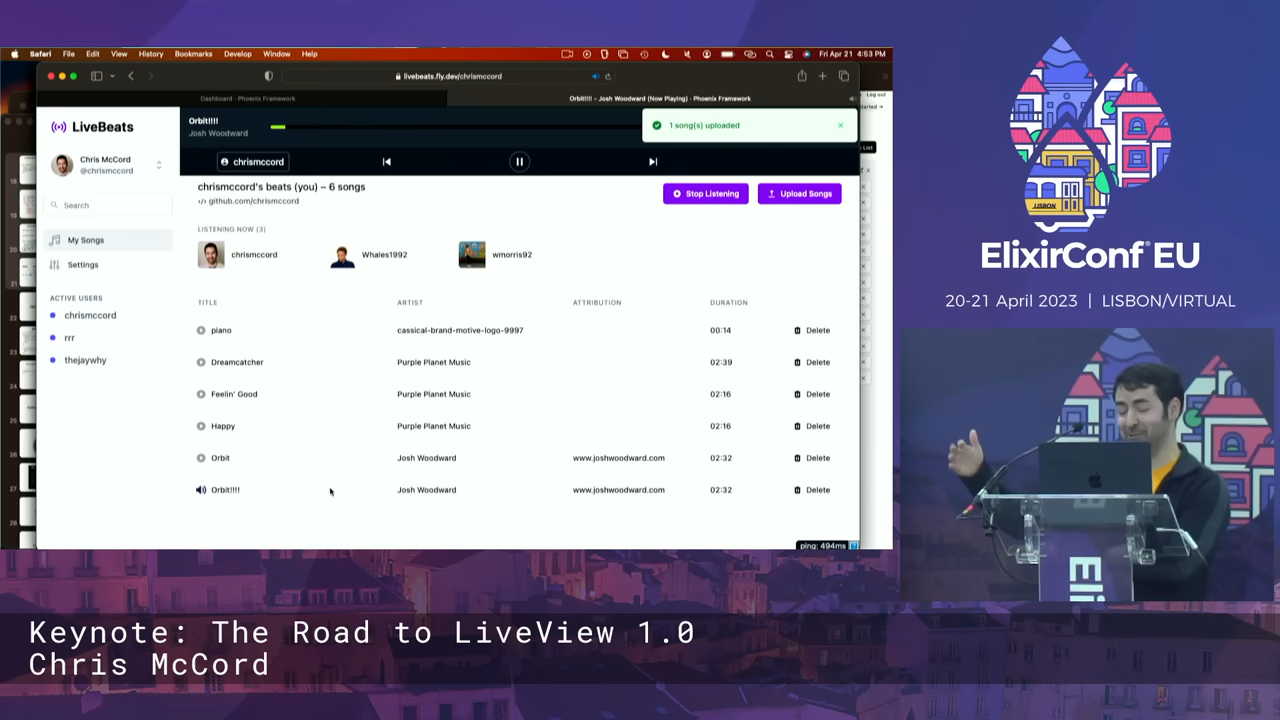 Safari File Edit View History Bookmarks Develop Window Help Fri Apr 21 4:53 PM
livebeats.fly.dev/chrismccord
Dashboard · Phoenix Framework
Orbit!!!! - Josh Woodward (Now Playing) · Phoenix Framework
Log out
LiveBeats
Orbit!!!!
Josh Woodward
1 song(s) uploaded
Chris McCord
@chrismccord
chrismccord
chrismccord's beats (you) – 6 songs
github.com/chrismccord
Stop Listening
Upload Songs
Search
My Songs
Settings
ACTIVE USERS
chrismccord
rrr
thejaywhy
LISTENING NOW (3)
chrismccord
Whales1992
wmorris92
TITLE ARTIST ATTRIBUTION DURATION
piano cassical-brand-motive-logo-9997 00:14 Delete
Dreamcatcher Purple Planet Music 02:39 Delete
Feelin' Good Purple Planet Music 02:16 Delete
Happy Purple Planet Music 02:16 Delete
Orbit Josh Woodward www.joshwoodward.com 02:32 Delete
Orbit!!!! Josh Woodward www.joshwoodward.com 02:32 Delete
ping: 494ms
LISBON
ElixirConf® EU
20-21 April 2023 | LISBON/VIRTUAL
Eli
Keynote: The Road to LiveView 1.0
Chris McCord